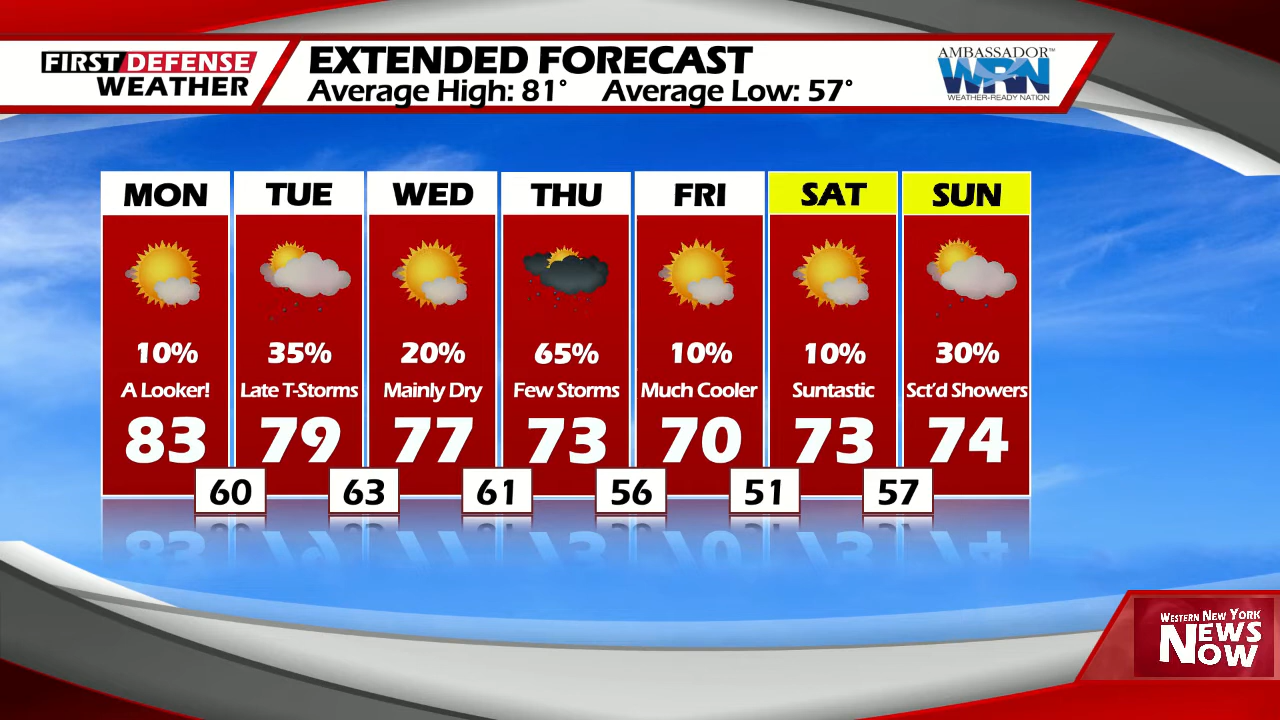 FIRST DEFENSE
WEATHER
EXTENDED FORECAST
Average High: 81° Average Low: 57°
AMBASSADOR™
WRN
WEATHER-READY NATION
MON TUE WED THU FRI SAT SUN
10% 35% 20% 65% 10% 10% 30%
A Looker! Late T-Storms Mainly Dry Few Storms Much Cooler Suntastic Sct'd Showers
83 79 77 73 70 73 74
60 63 61 56 51 57
WESTERN NEW YORK
NEWS
NOW